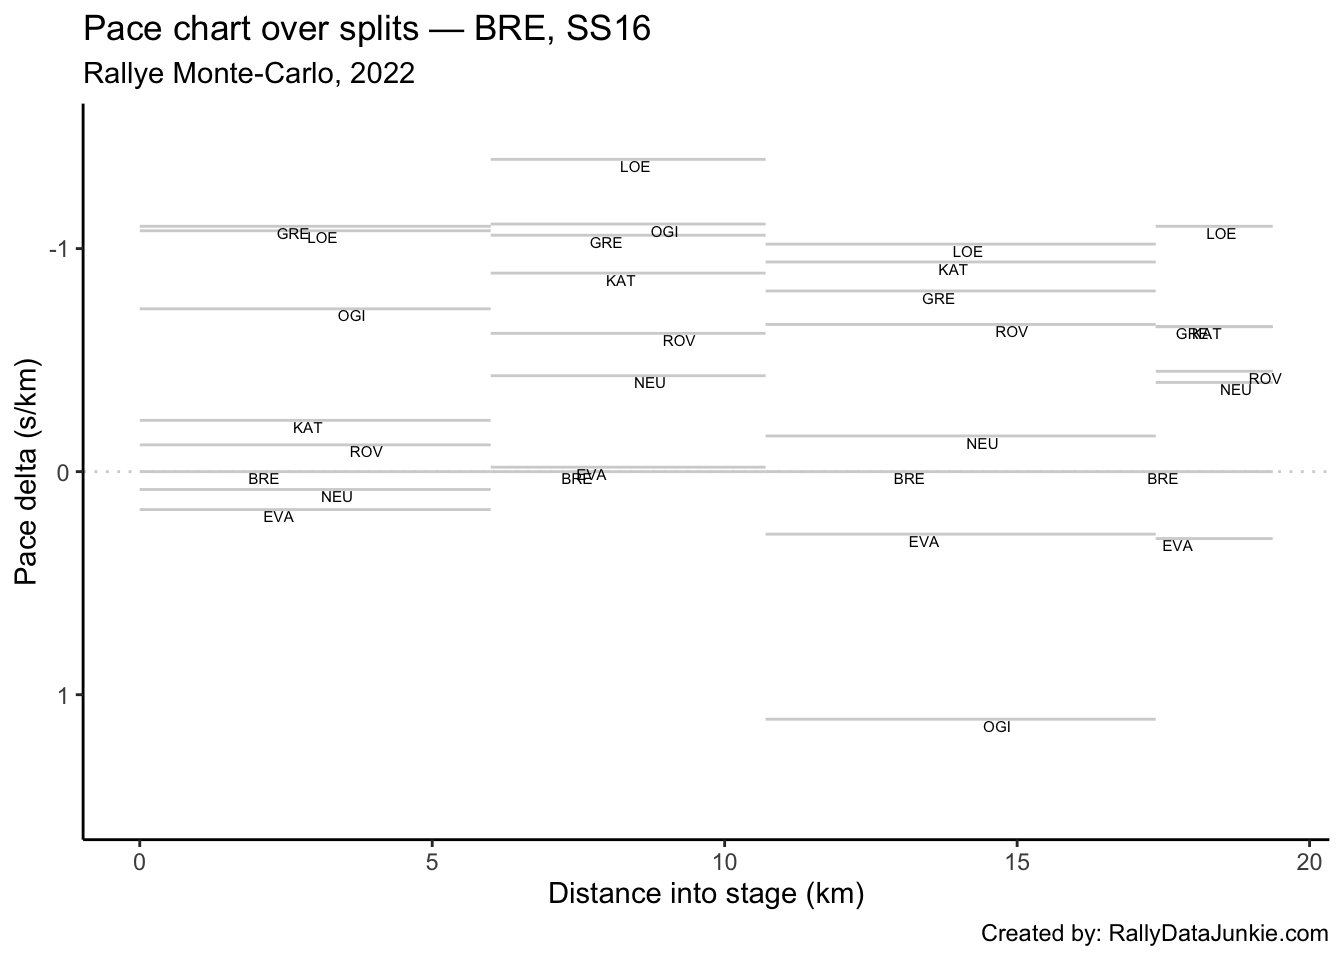 Pace chart over splits — BRE, SS16
Rallye Monte-Carlo, 2022
Pace delta (s/km)
-1
0
1
GRE
LOE
OGI
KAT
ROV
BRE
NEU
EVA
LOE
OGI
GRE
KAT
ROV
NEU
EVA
BRE
LOE
KAT
GRE
ROV
NEU
BRE
EVA
OGI
LOE
GRE
KAT
ROV
NEU
BRE
EVA
0 5 10 15 20
Distance into stage (km)
Created by: RallyDataJunkie.com